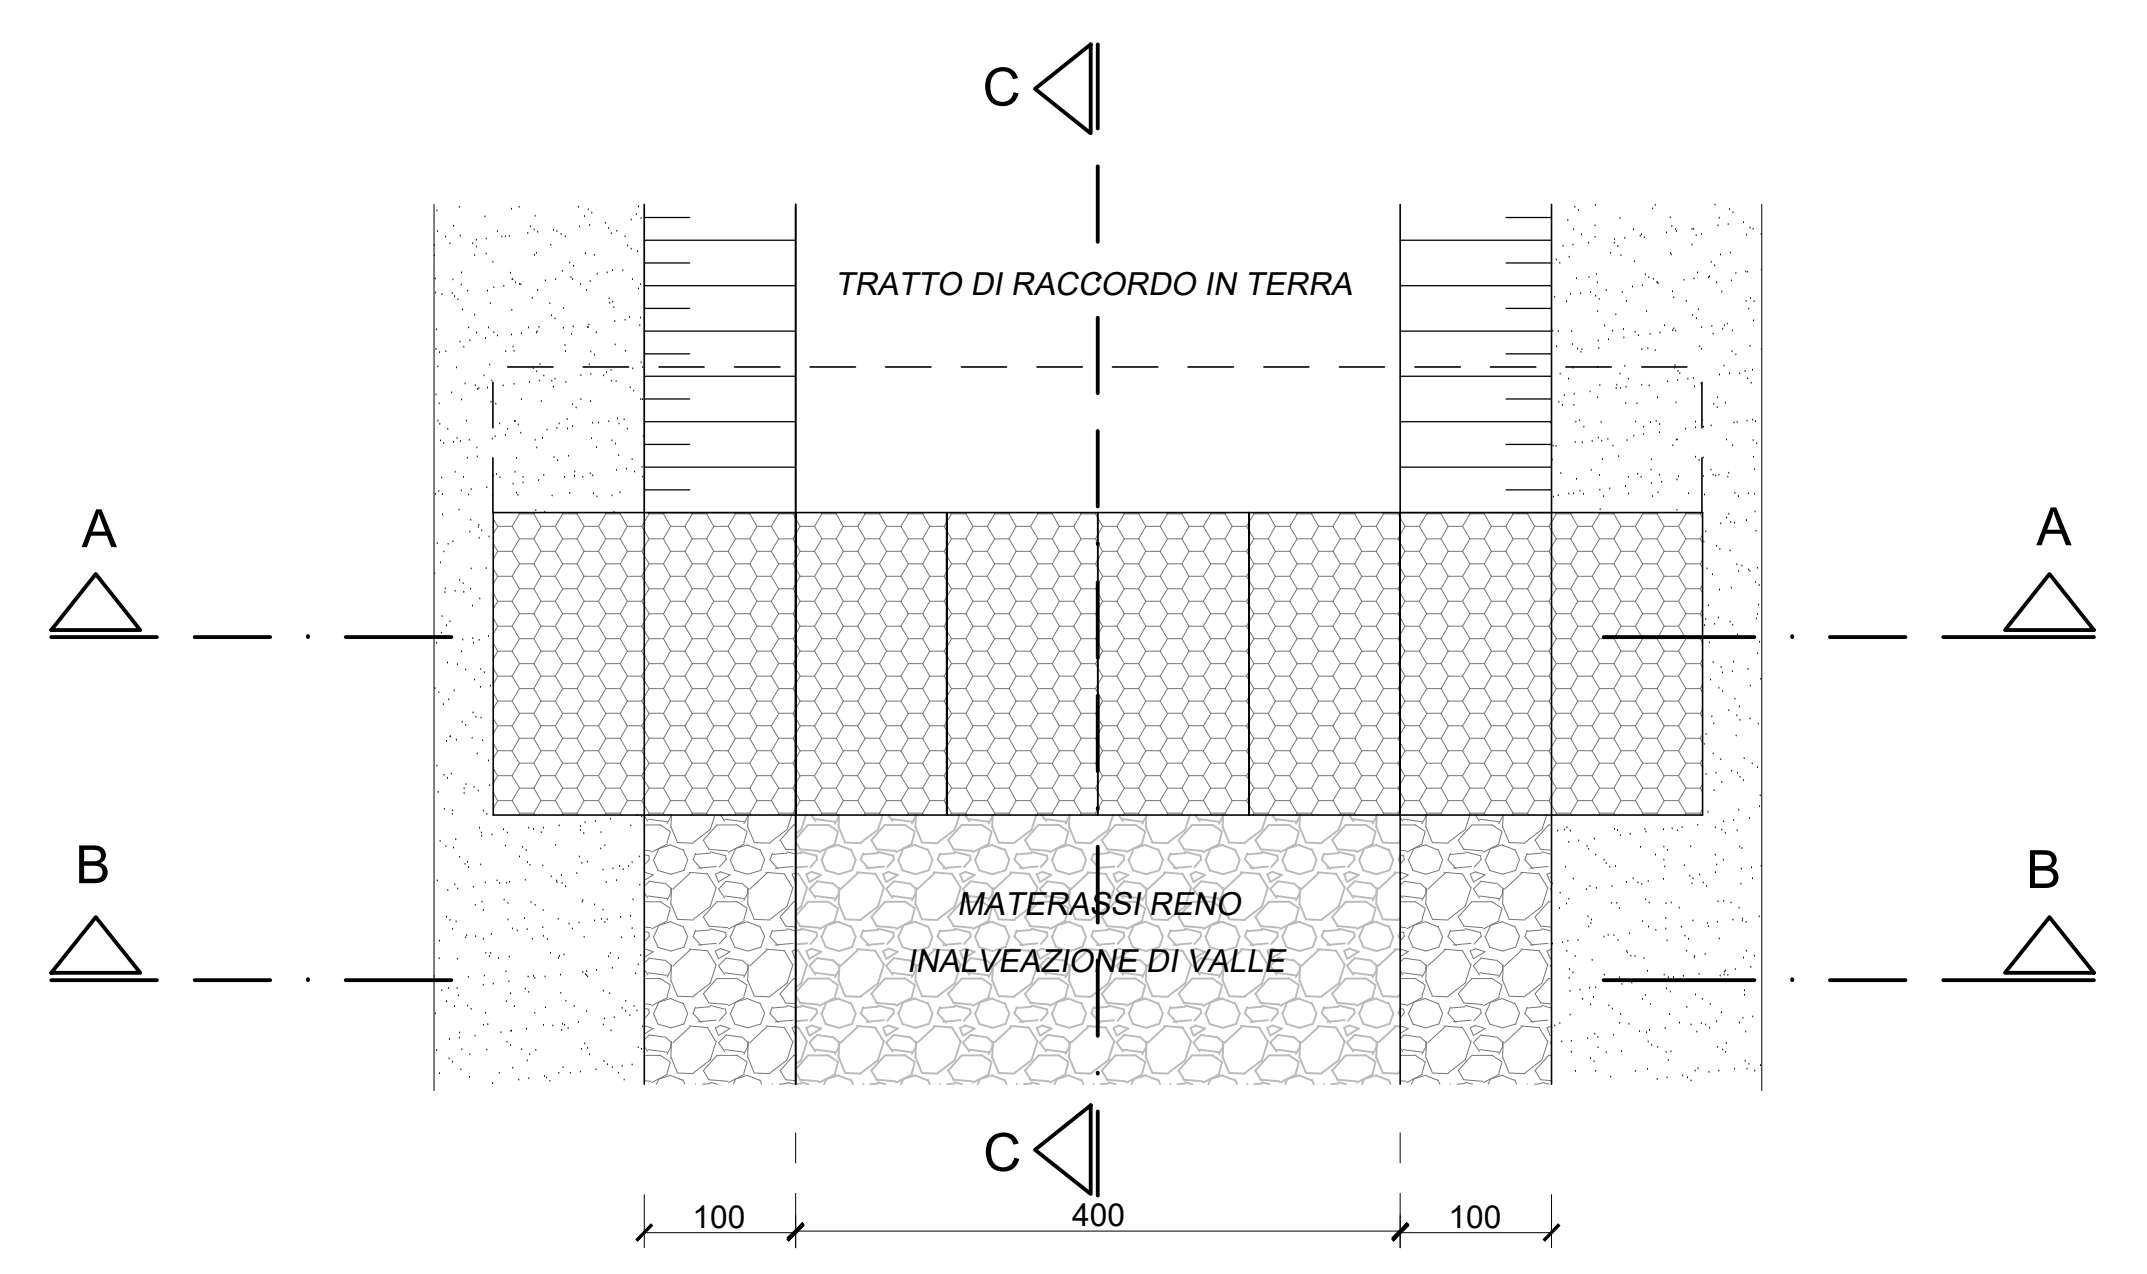 C
TRATTO DI RACCORDO IN TERRA
A A
B B
MATERASSI RENO
INALVEAZIONE DI VALLE
C
100 400 100